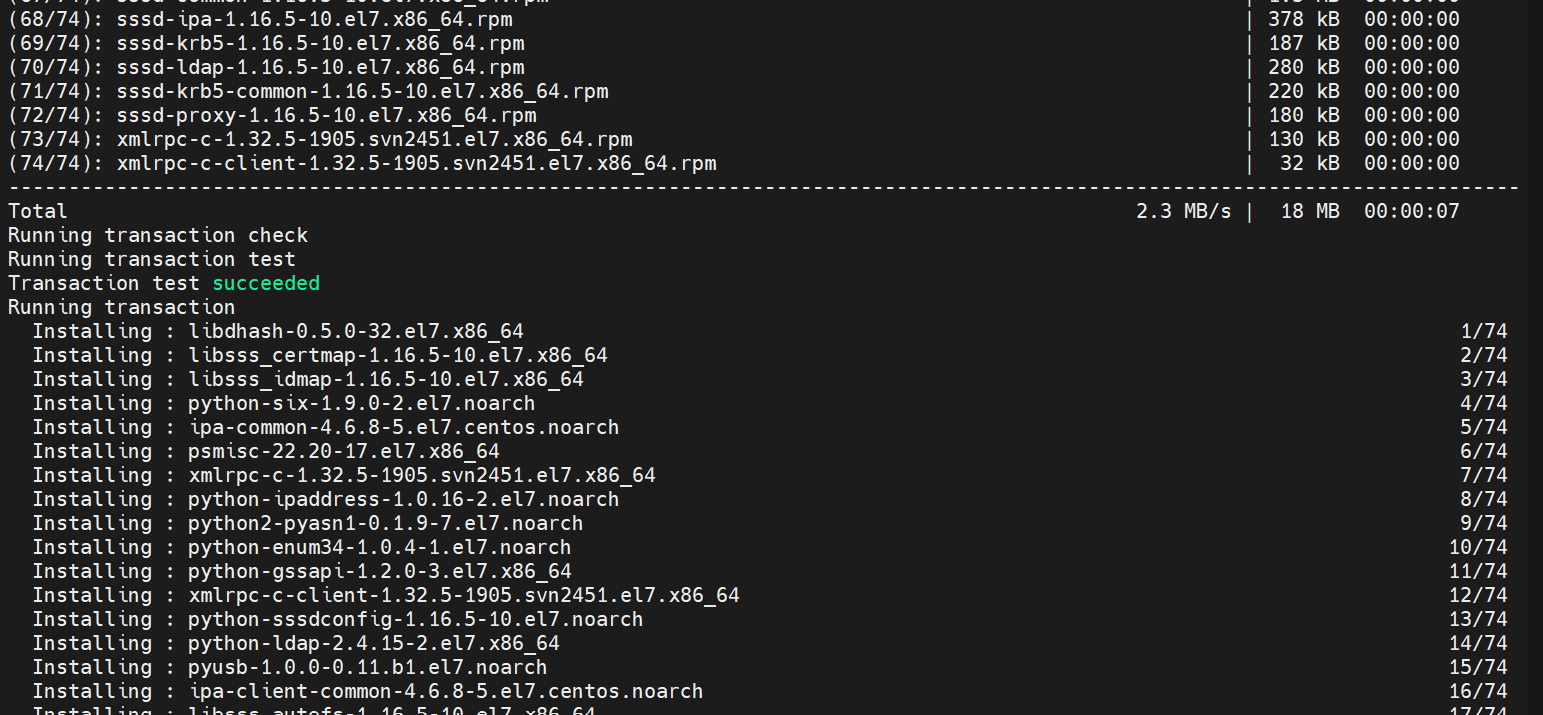 (68/74): sssd-ipa-1.16.5-10.el7.x86_64.rpm | 378 kB 00:00:00
(69/74): sssd-krb5-1.16.5-10.el7.x86_64.rpm | 187 kB 00:00:00
(70/74): sssd-ldap-1.16.5-10.el7.x86_64.rpm | 280 kB 00:00:00
(71/74): sssd-krb5-common-1.16.5-10.el7.x86_64.rpm | 220 kB 00:00:00
(72/74): sssd-proxy-1.16.5-10.el7.x86_64.rpm | 180 kB 00:00:00
(73/74): xmlrpc-c-1.32.5-1905.svn2451.el7.x86_64.rpm | 130 kB 00:00:00
(74/74): xmlrpc-c-client-1.32.5-1905.svn2451.el7.x86_64.rpm | 32 kB 00:00:00
------------------------------------------------------------------------------------------------------------------------------
Total 2.3 MB/s | 18 MB 00:00:07
Running transaction check
Running transaction test
Transaction test succeeded
Running transaction
Installing : libdhash-0.5.0-32.el7.x86_64 1/74
Installing : libsss_certmap-1.16.5-10.el7.x86_64 2/74
Installing : libsss_idmap-1.16.5-10.el7.x86_64 3/74
Installing : python-six-1.9.0-2.el7.noarch 4/74
Installing : ipa-common-4.6.8-5.el7.centos.noarch 5/74
Installing : psmisc-22.20-17.el7.x86_64 6/74
Installing : xmlrpc-c-1.32.5-1905.svn2451.el7.x86_64 7/74
Installing : python-ipaddress-1.0.16-2.el7.noarch 8/74
Installing : python2-pyasn1-0.1.9-7.el7.noarch 9/74
Installing : python-enum34-1.0.4-1.el7.noarch 10/74
Installing : python-gssapi-1.2.0-3.el7.x86_64 11/74
Installing : xmlrpc-c-client-1.32.5-1905.svn2451.el7.x86_64 12/74
Installing : python-sssdconfig-1.16.5-10.el7.noarch 13/74
Installing : python-ldap-2.4.15-2.el7.x86_64 14/74
Installing : pyusb-1.0.0-0.11.b1.el7.noarch 15/74
Installing : ipa-client-common-4.6.8-5.el7.centos.noarch 16/74
Installing : libsss_autofs-1.16.5-10.el7.x86_64 17/74